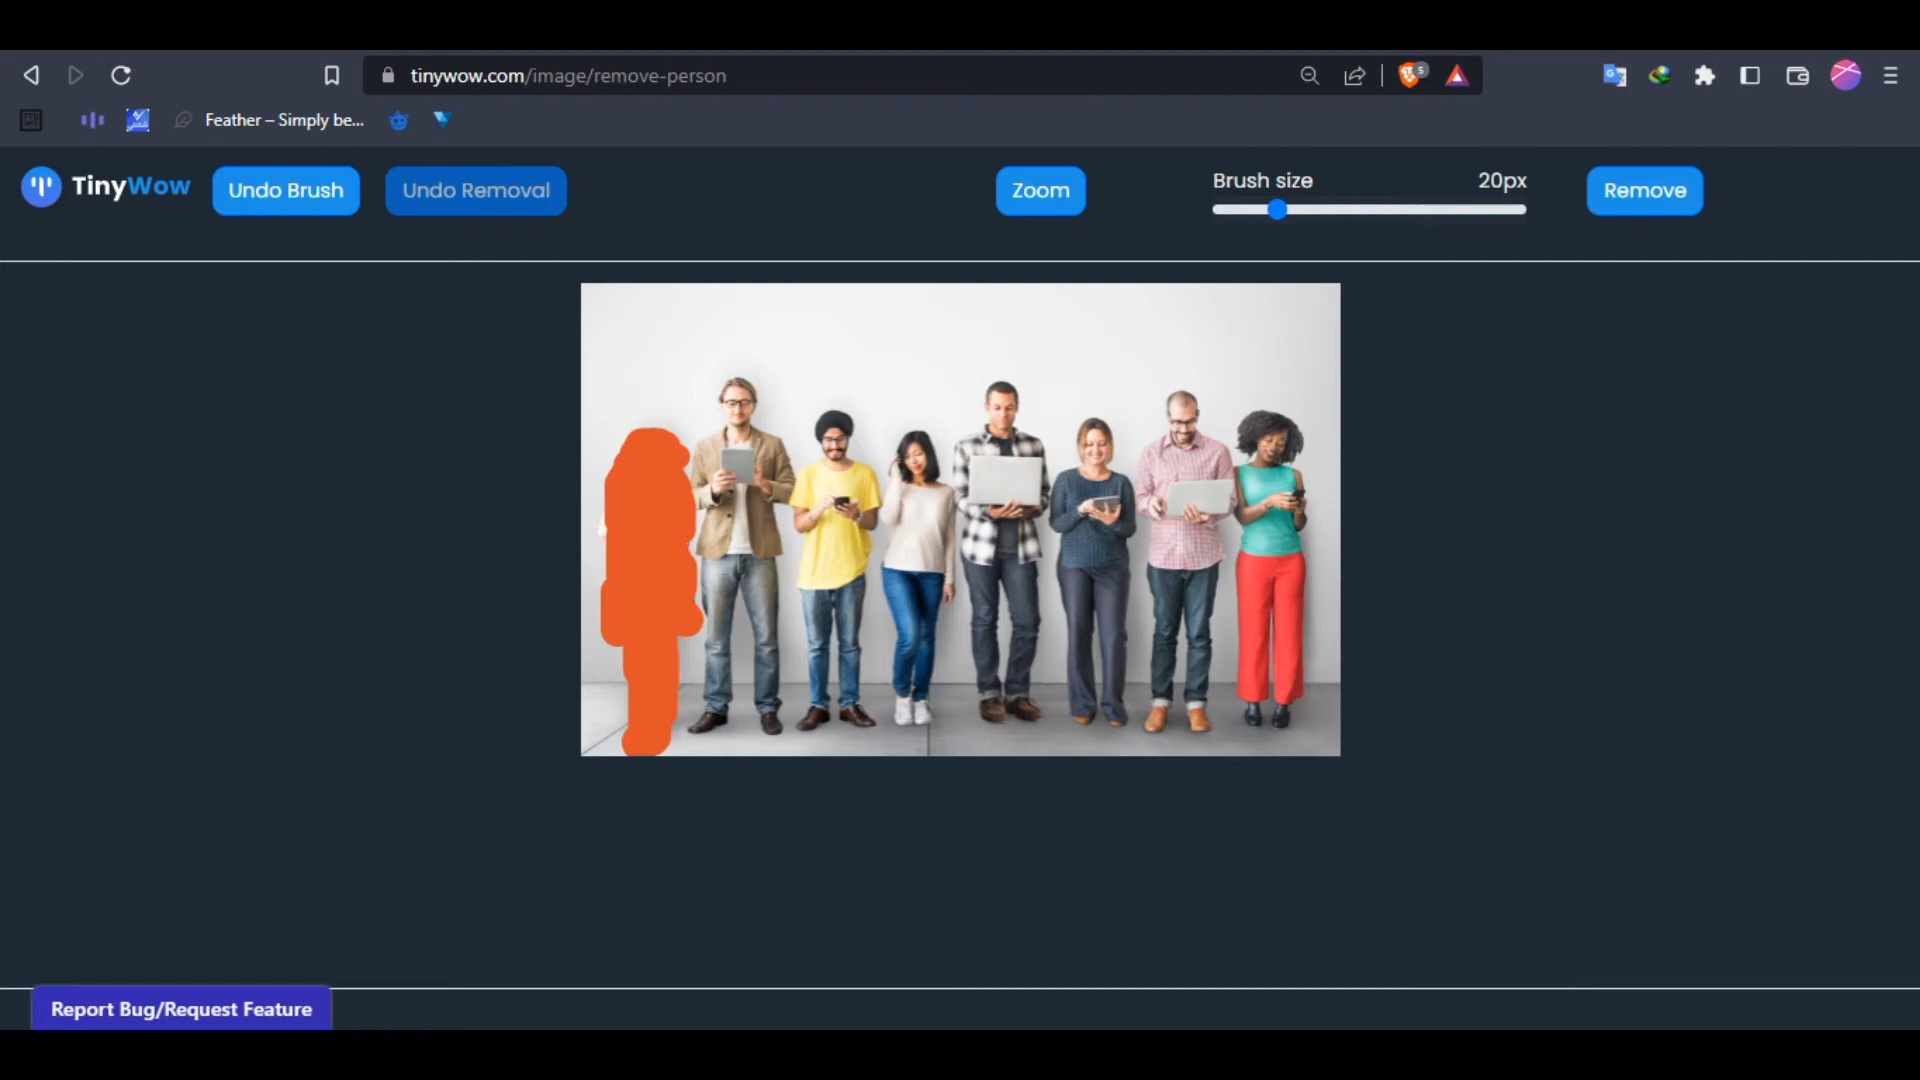 tinywow.com/image/remove-person
5
Feather – Simply be...
TinyWow
Undo Brush
Undo Removal
Zoom
Brush size
20px
Remove
Report Bug/Request Feature